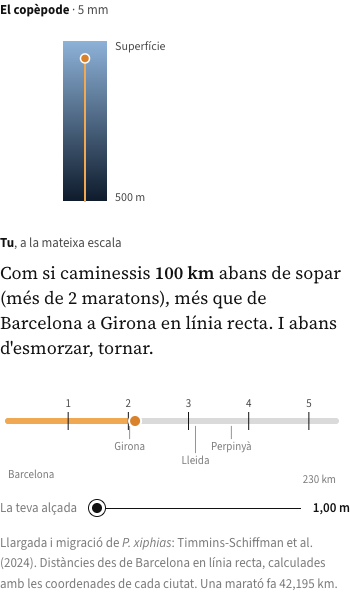 El copèpode · 5 mm
Superfície
500 m
Tu, a la mateixa escala
Com si caminessis 100 km abans de sopar
(més de 2 maratons), més que de
Barcelona a Girona en línia recta. I abans
d'esmorzar, tornar.
1 2 3 4 5
Girona Perpinyà
Lleida
Barcelona 230 km
La teva alçada 1,00 m
Llargada i migració de P. xiphias: Timmins-Schiffman et al.
(2024). Distàncies des de Barcelona en línia recta, calculades
amb les coordenades de cada ciutat. Una marató fa 42,195 km.